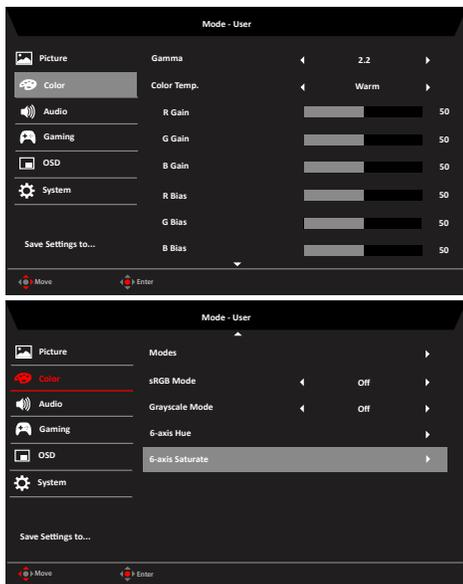 Mode - User
Picture
Gamma 2.2
Color
Color Temp. Warm
Audio
R Gain 50
Gaming
G Gain 50
OSD
B Gain 50
System
R Bias 50
G Bias 50
Save Settings to...
B Bias 50
Move Enter
Mode - User
Picture
Modes
Color
sRGB Mode Off
Audio
Grayscale Mode Off
Gaming
6-axis Hue
OSD
6-axis Saturate
System
Save Settings to...
Move Enter